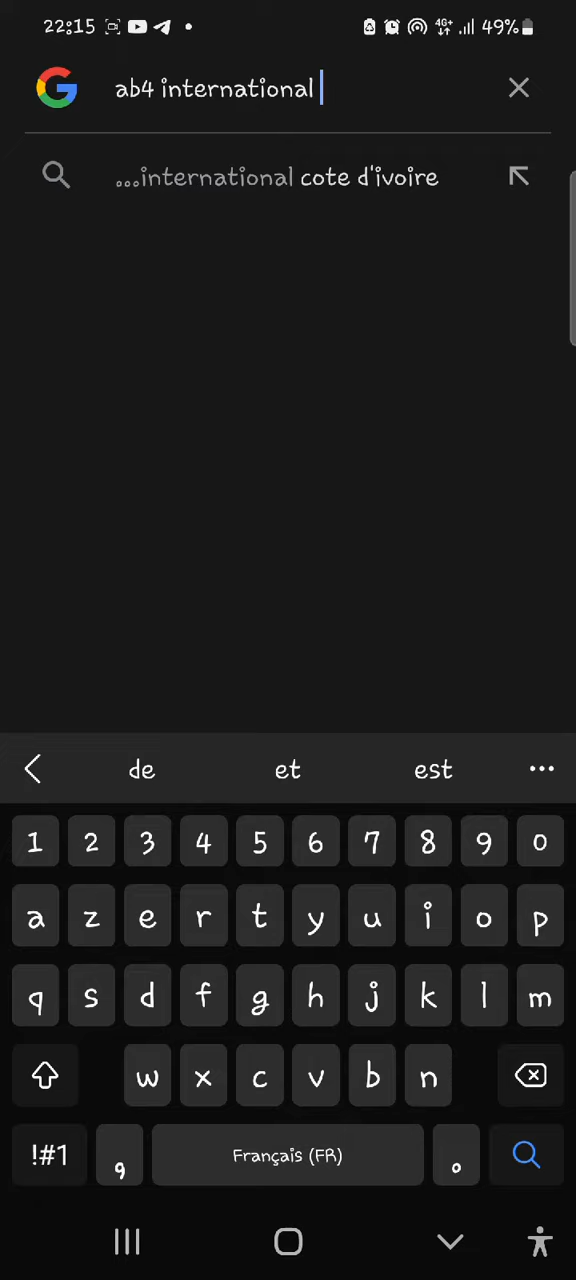 22:15 4G+ 49%
ab4 international
...international cote d'ivoire
de et est ...
1 2 3 4 5 6 7 8 9 0
a z e r t y u i o p
q s d f g h j k l m
w x c v b n
!#1 , Français (FR) .